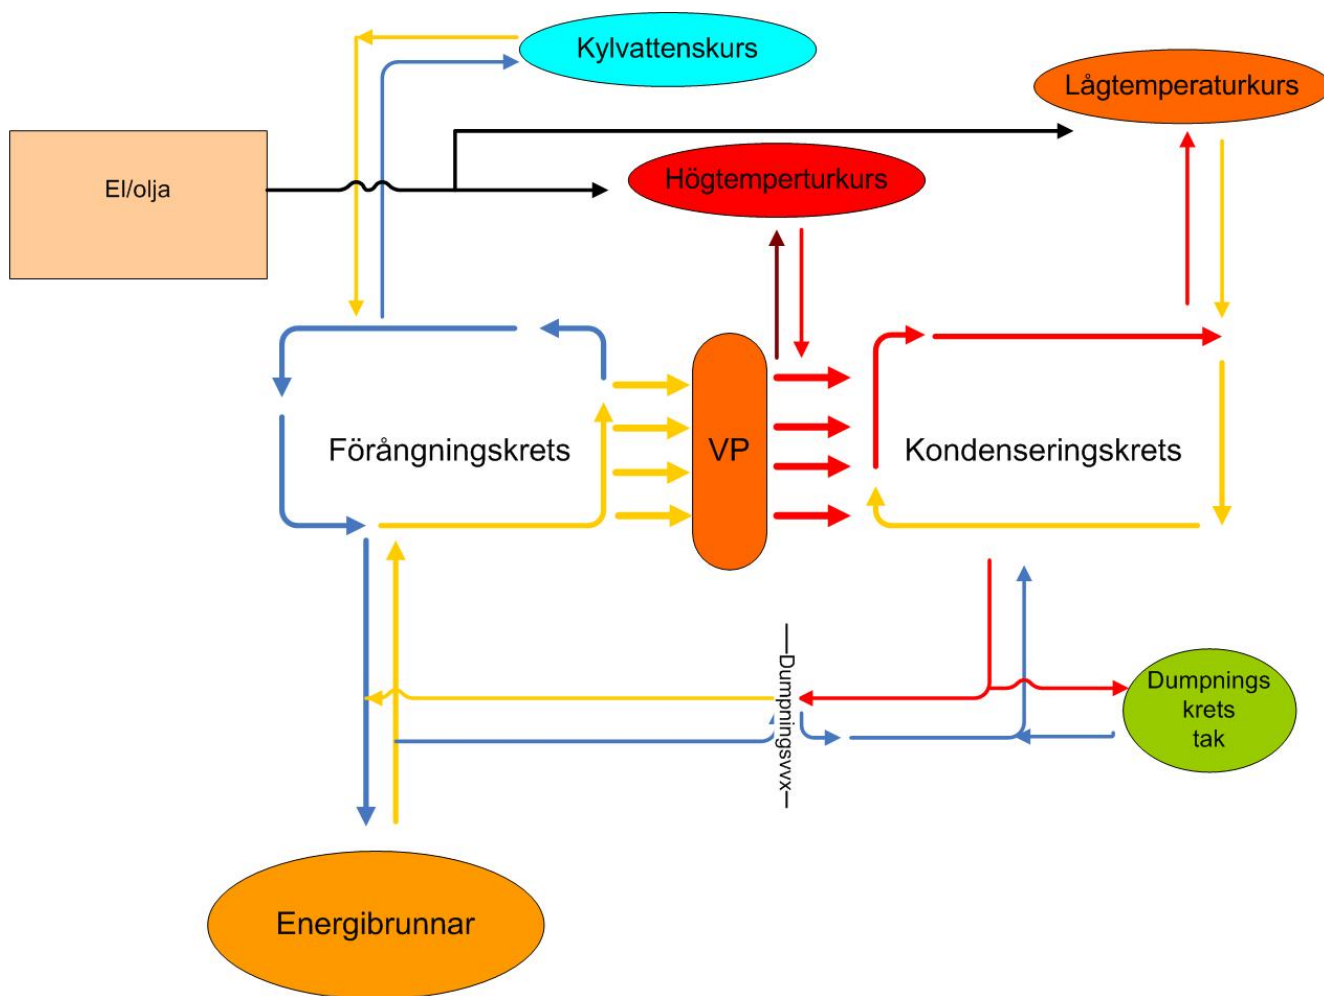 Kylvattenskurs
Lågtemperaturkurs
El/olja
Högtemperturkurs
Förångningskrets
VP
Kondenseringskrets
Dumpningsvvx
Dumpnings
krets
tak
Energibrunnar